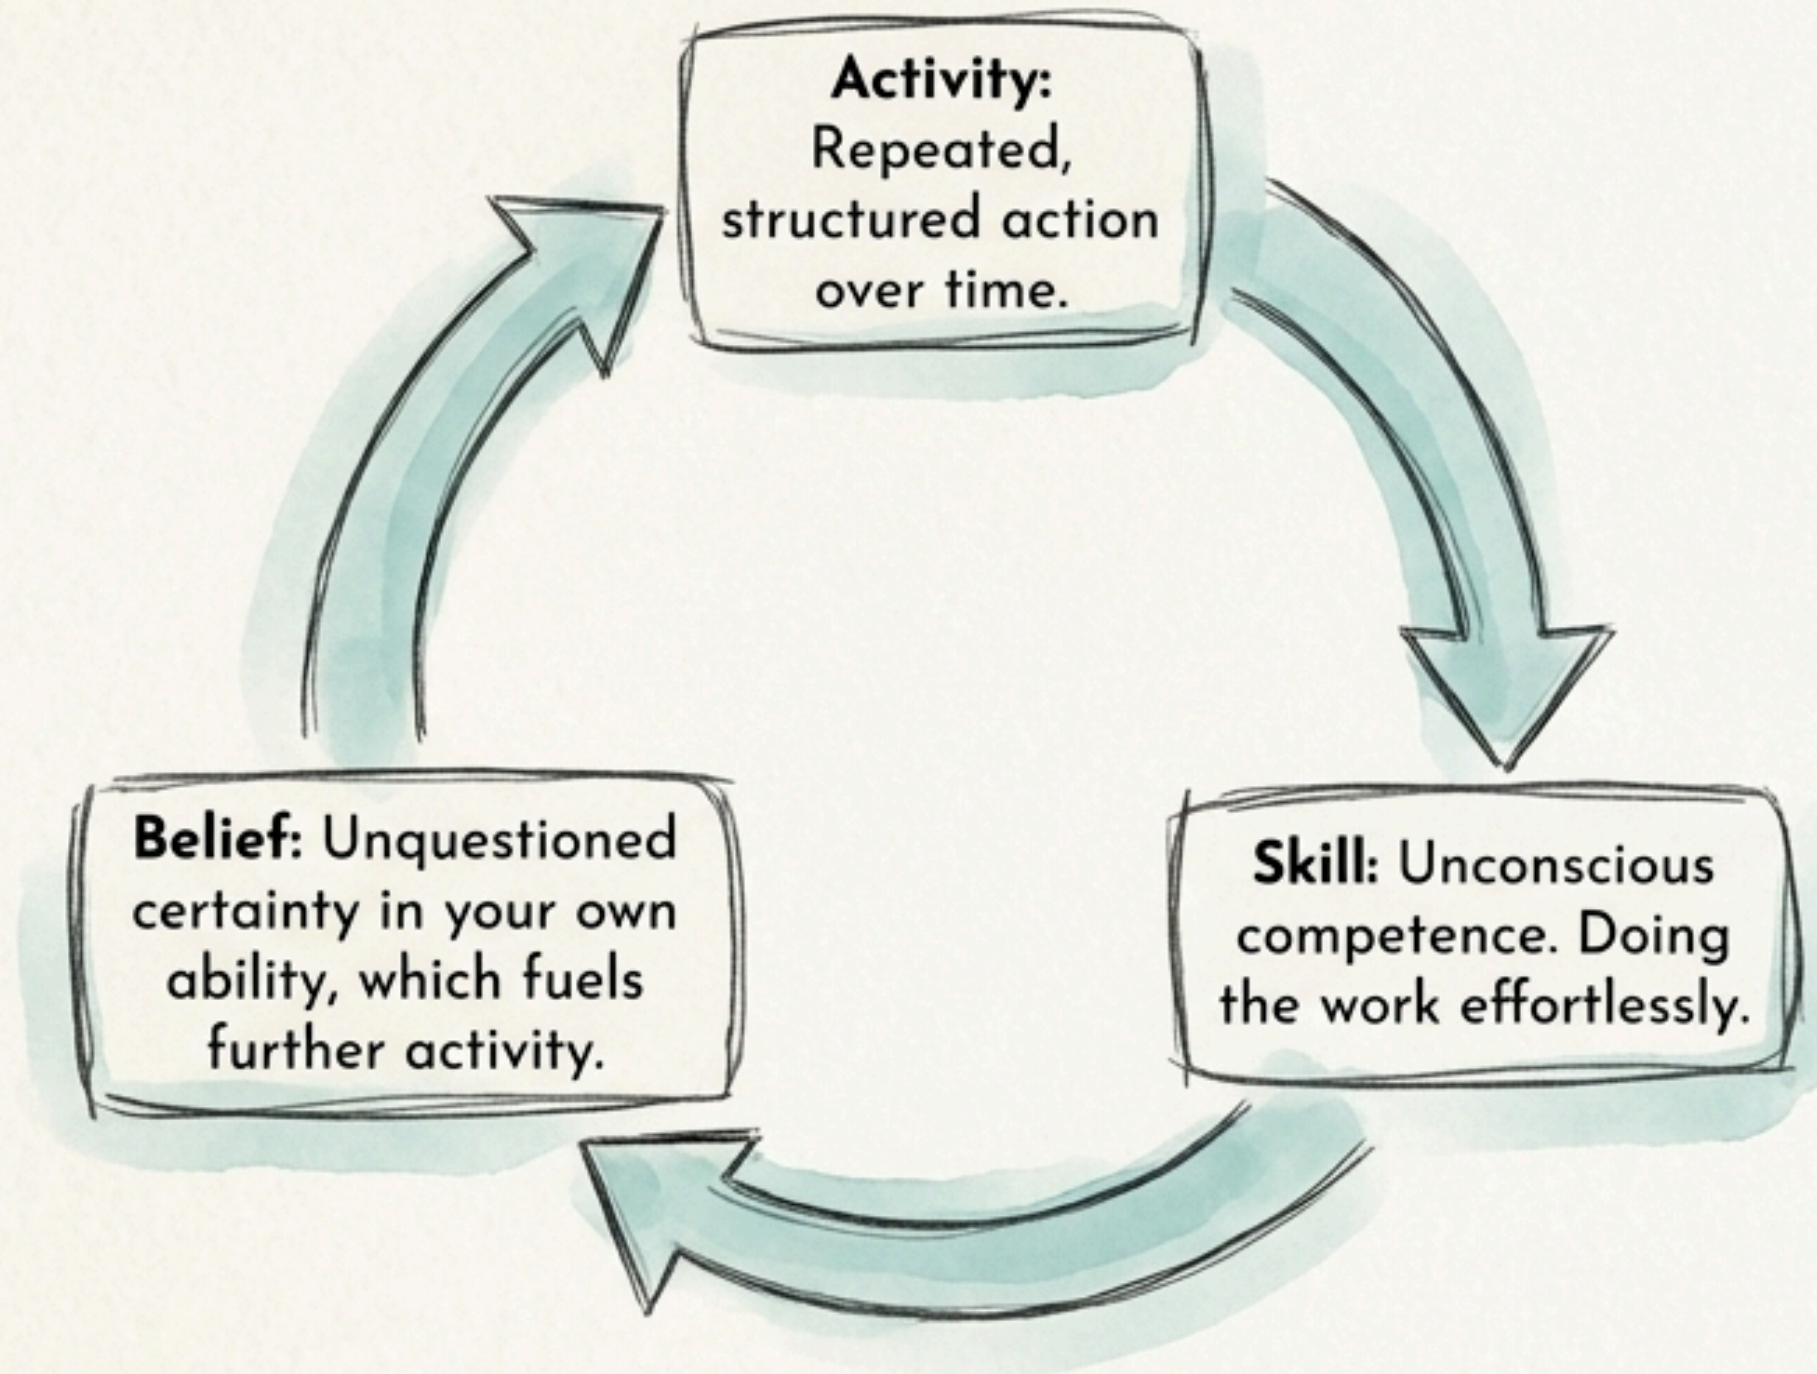 Activity:
Repeated,
structured action
over time.
Skill: Unconscious
competence. Doing
the work effortlessly.
Belief: Unquestioned
certainty in your own
ability, which fuels
further activity.